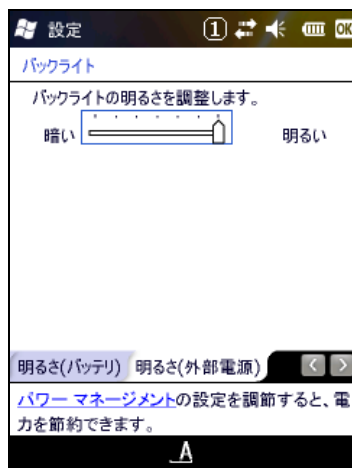 設定 1 OK
バックライト
バックライトの明るさを調整します。
暗い 明るい
明るさ(バッテリ) 明るさ(外部電源)
パワー マネージメントの設定を調節すると、電
力を節約できます。
A